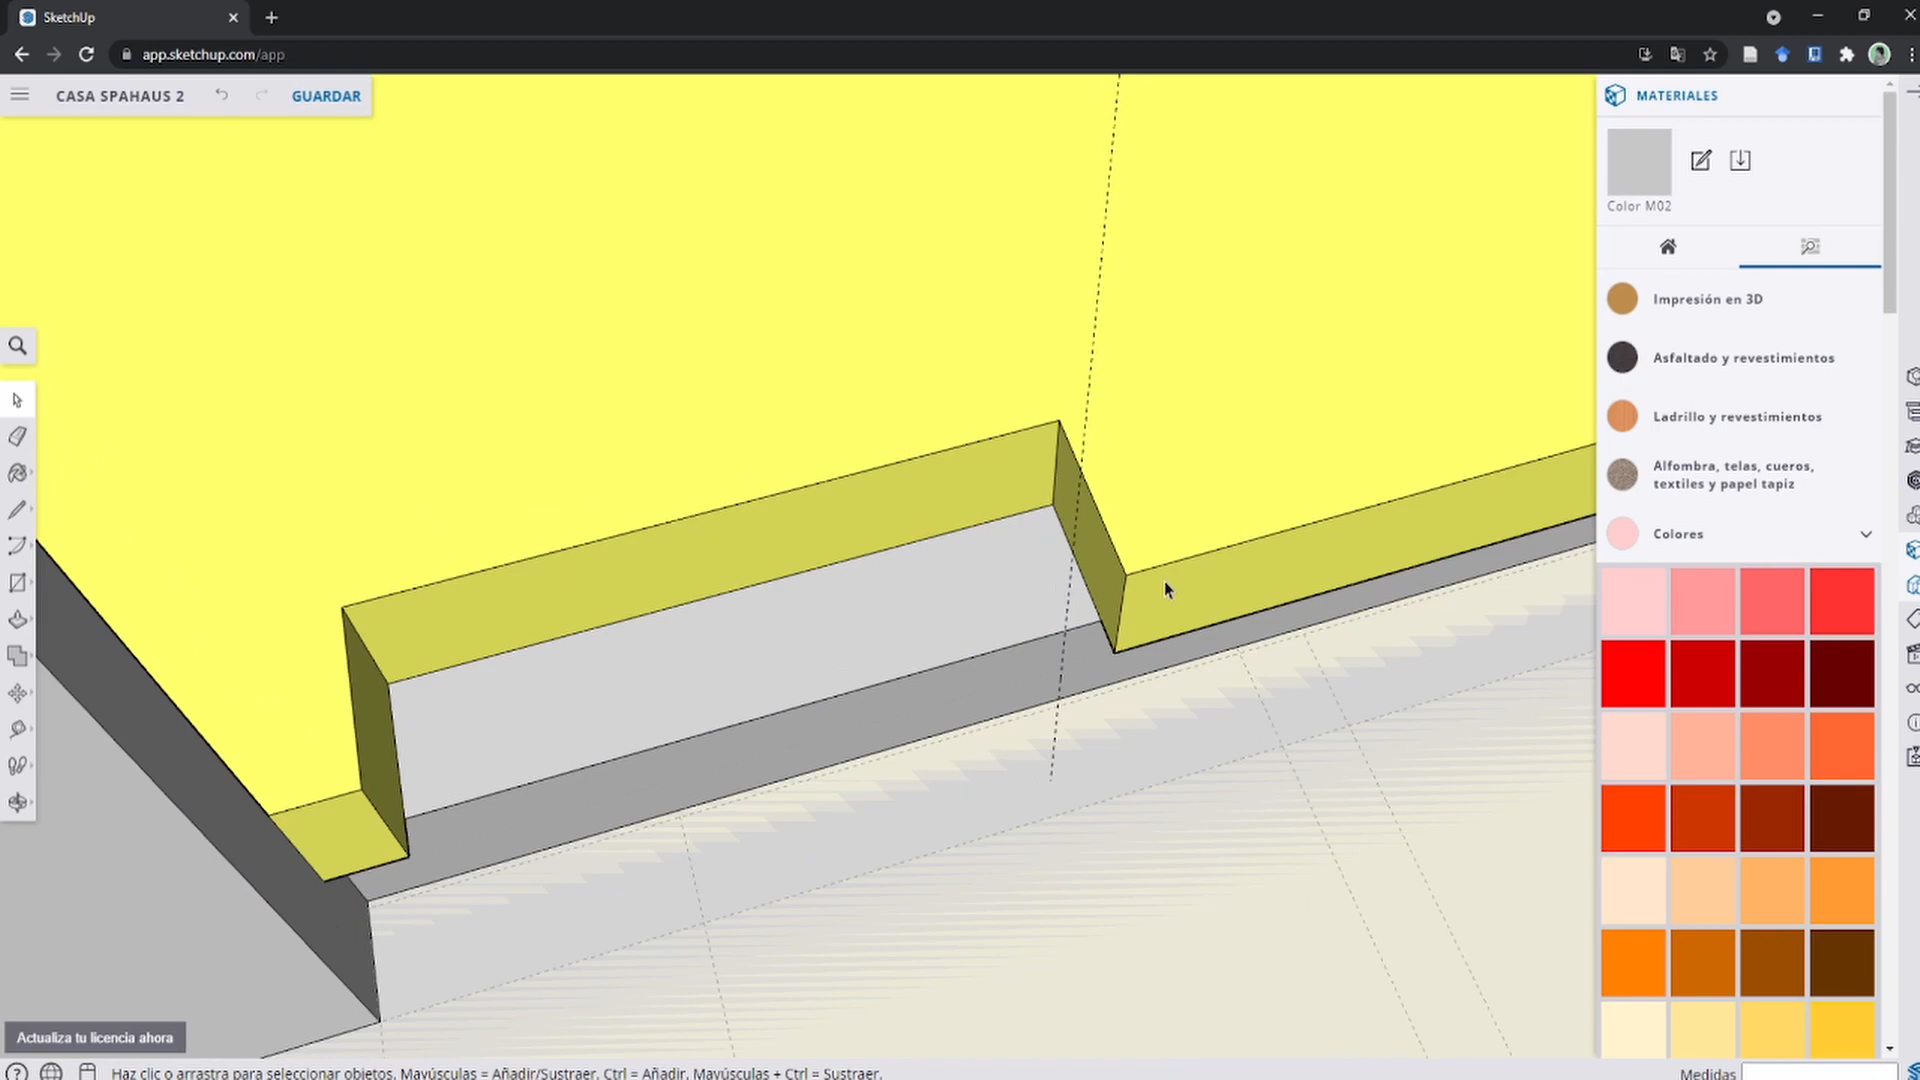 SketchUp
app.sketchup.com/app
CASA SPAHAUS 2
GUARDAR
MATERIALES
Color M02
Impresión en 3D
Asfaltado y revestimientos
Ladrillo y revestimientos
Alfombra, telas, cueros,
textiles y papel tapiz
Colores
Actualiza tu licencia ahora
Haz clic o arrastra para seleccionar objetos. Mayúsculas = Añadir/Sustraer. Ctrl = Añadir. Mayúsculas + Ctrl = Sustraer.
Medidas